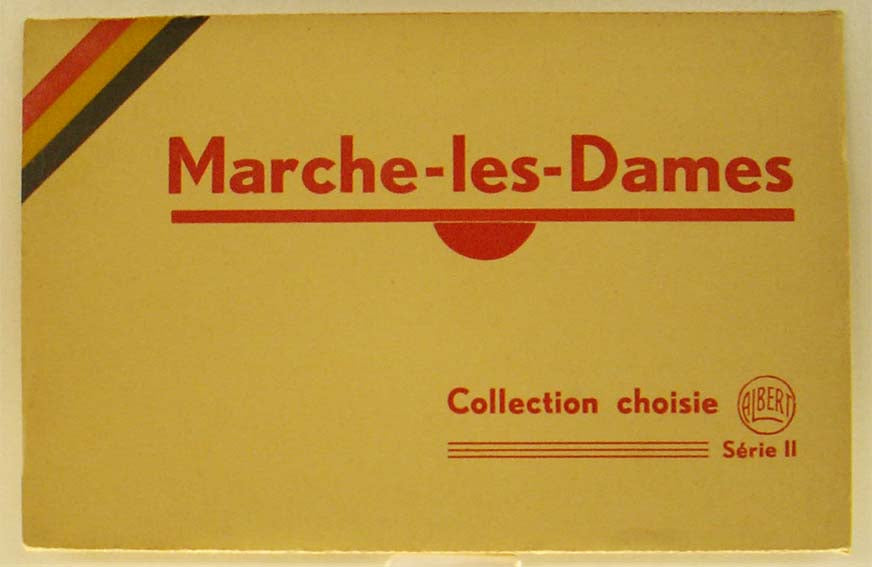 Marche-les-Dames
Collection choisie ALBERT
Série II